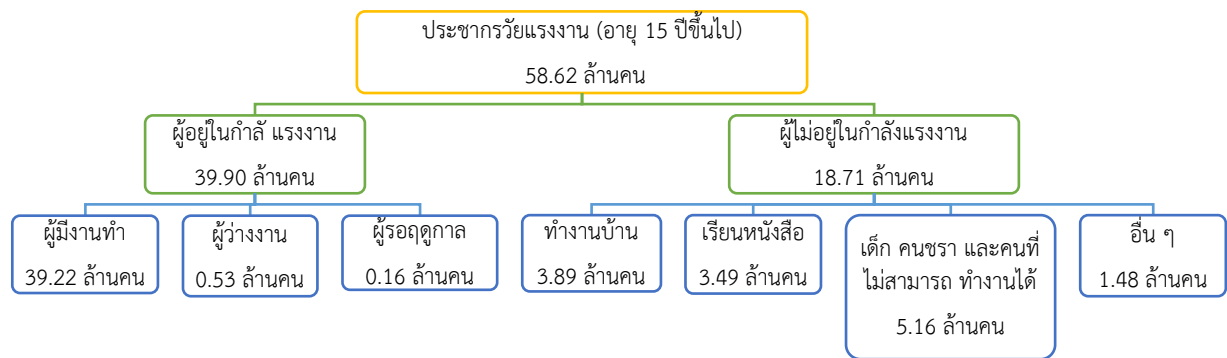 ประชากรวัยแรงงาน (อายุ 15 ปีขึ้นไป)
58.62 ล้านคน
ผู้อยู่ในกำลั แรงงาน
39.90 ล้านคน
ผู้ไม่อยู่ในกำลังแรงงาน
18.71 ล้านคน
ผู้มีงานทำ
39.22 ล้านคน
ผู้ว่างงาน
0.53 ล้านคน
ผู้รอฤดูกาล
0.16 ล้านคน
ทำงานบ้าน
3.89 ล้านคน
เรียนหนังสือ
3.49 ล้านคน
เด็ก คนชรา และคนที่
ไม่สามารถ ทำงานได้
5.16 ล้านคน
อื่น ๆ
1.48 ล้านคน